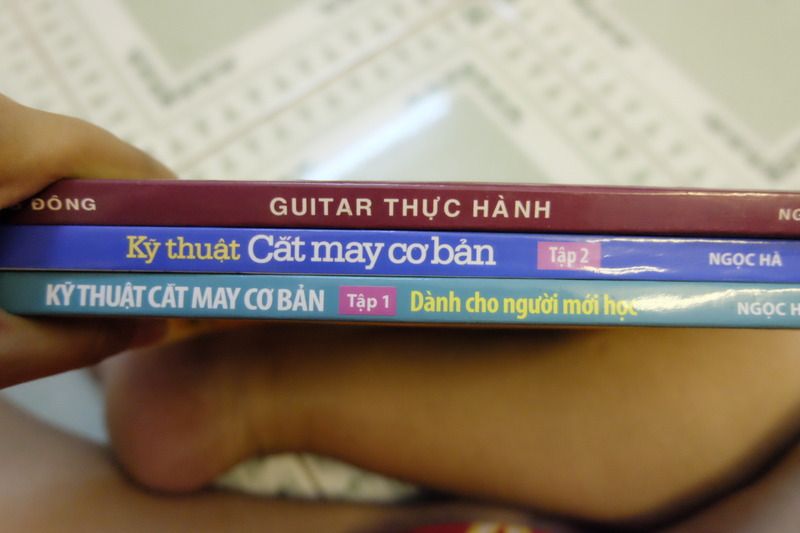 ĐÔNG GUITAR THỰC HÀNH
Kỹ thuật Cắt may cơ bản Tập 2 NGỌC HÀ
KỸ THUẬT CẮT MAY CƠ BẢN Tập 1 Dành cho người mới học NGỌC